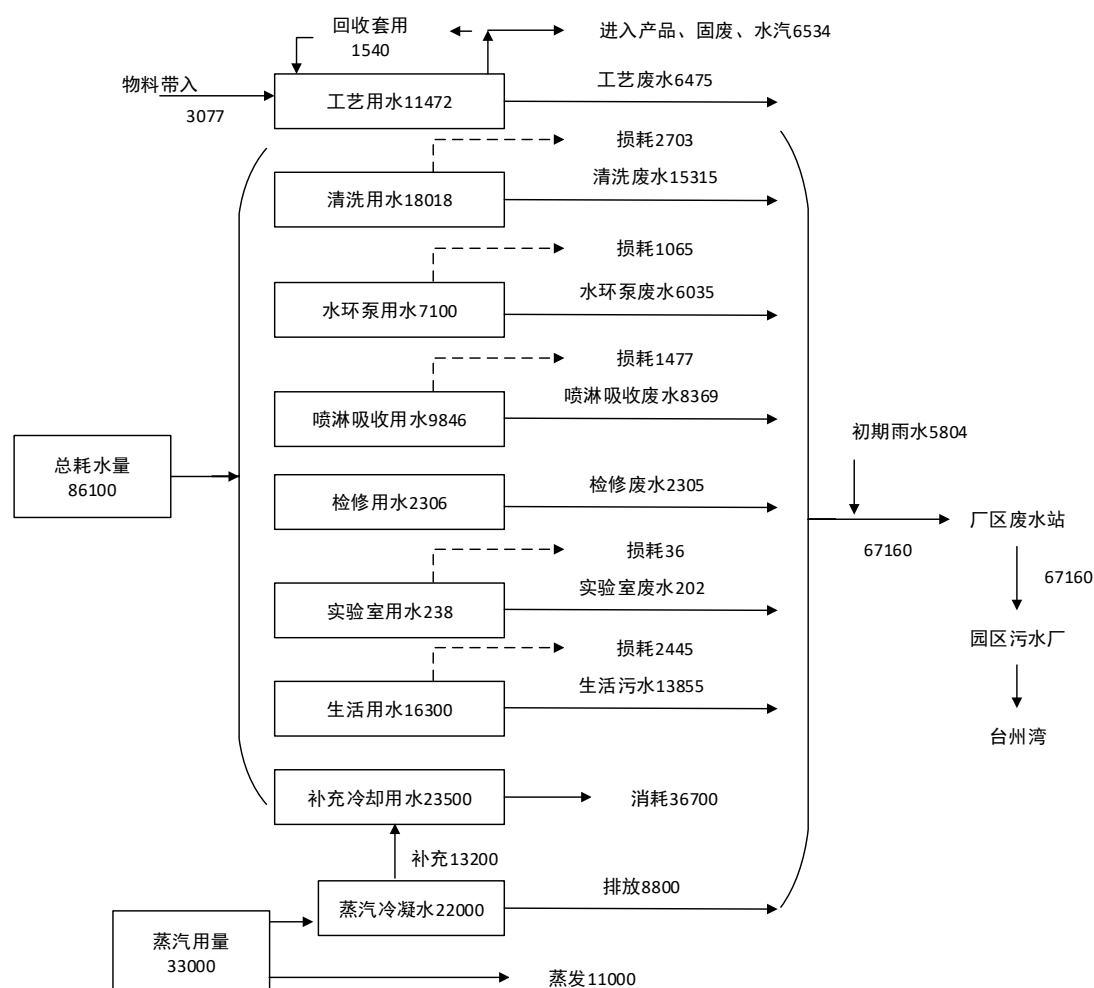 回收套用
1540
进入产品、固废、水汽6534
物料带入
3077
工艺用水11472
工艺废水6475
损耗2703
清洗用水18018
清洗废水15315
损耗1065
水环泵用水7100
水环泵废水6035
损耗1477
喷淋吸收用水9846
喷淋吸收废水8369
初期雨水5804
总耗水量
86100
检修用水2306
检修废水2305
厂区废水站
67160
67160
损耗36
实验室用水238
实验室废水202
园区污水厂
损耗2445
生活用水16300
生活污水13855
台州湾
补充冷却用水23500
消耗36700
补充13200
蒸汽冷凝水22000
排放8800
蒸汽用量
33000
蒸发11000